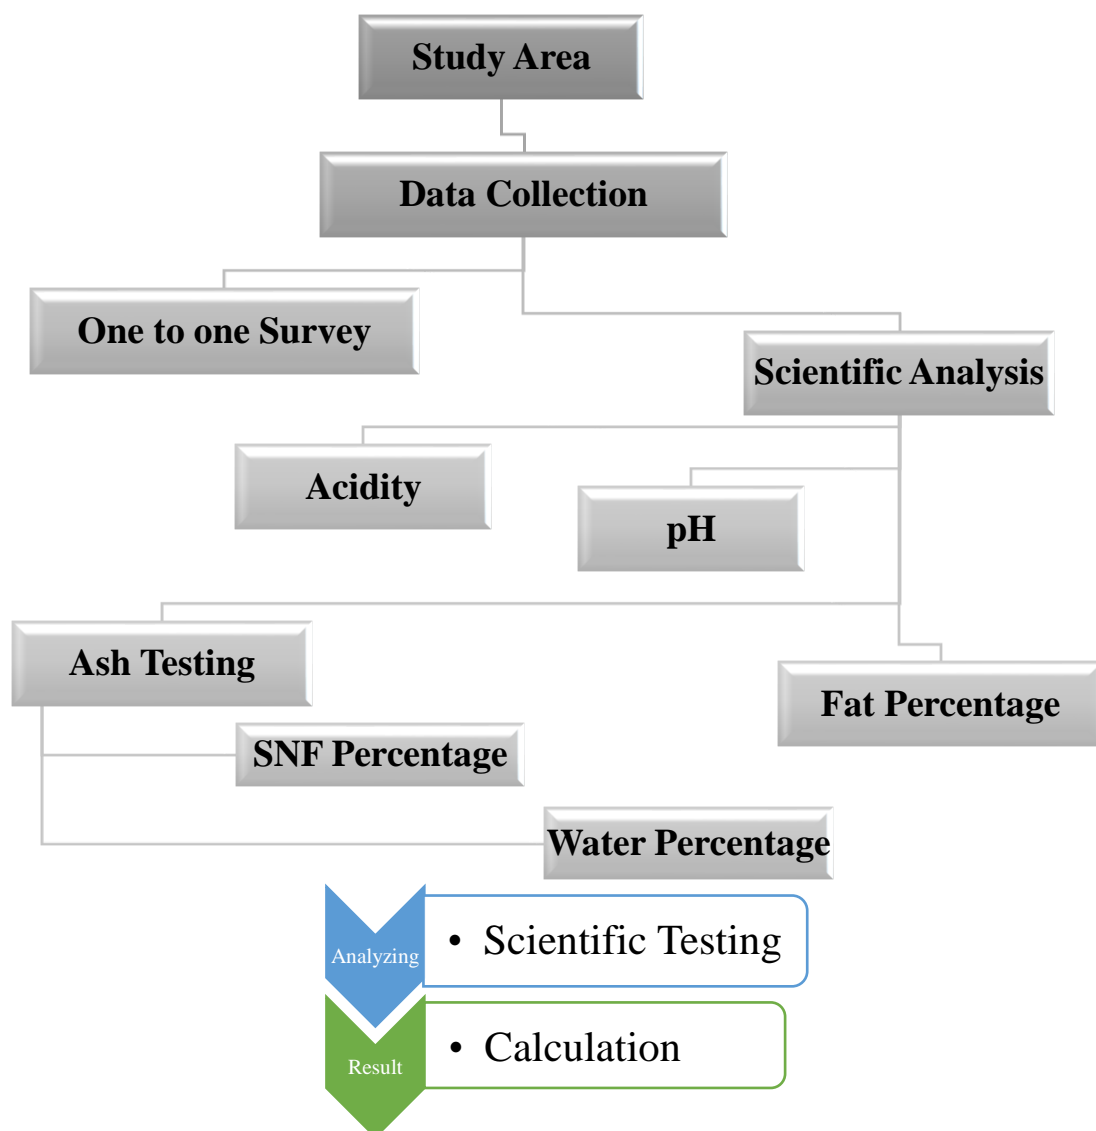 Study Area
Data Collection
One to one Survey
Scientific Analysis
Acidity
pH
Ash Testing
Fat Percentage
SNF Percentage
Water Percentage
Analyzing
• Scientific Testing
Result
• Calculation